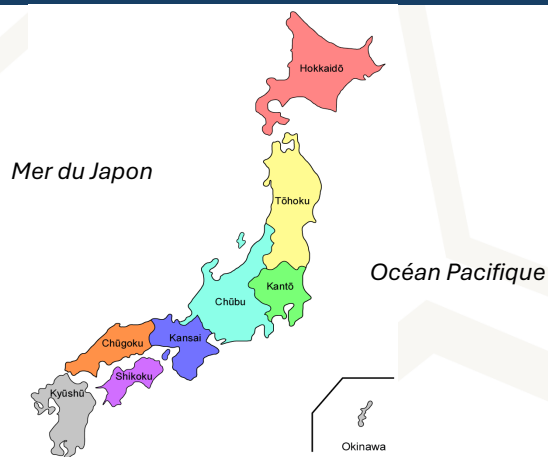 Hokkaidō
Mer du Japon
Tōhoku
Océan Pacifique
Kantō
Chūbu
Kansai
Chūgoku
Shikoku
Kyūshū
Okinawa